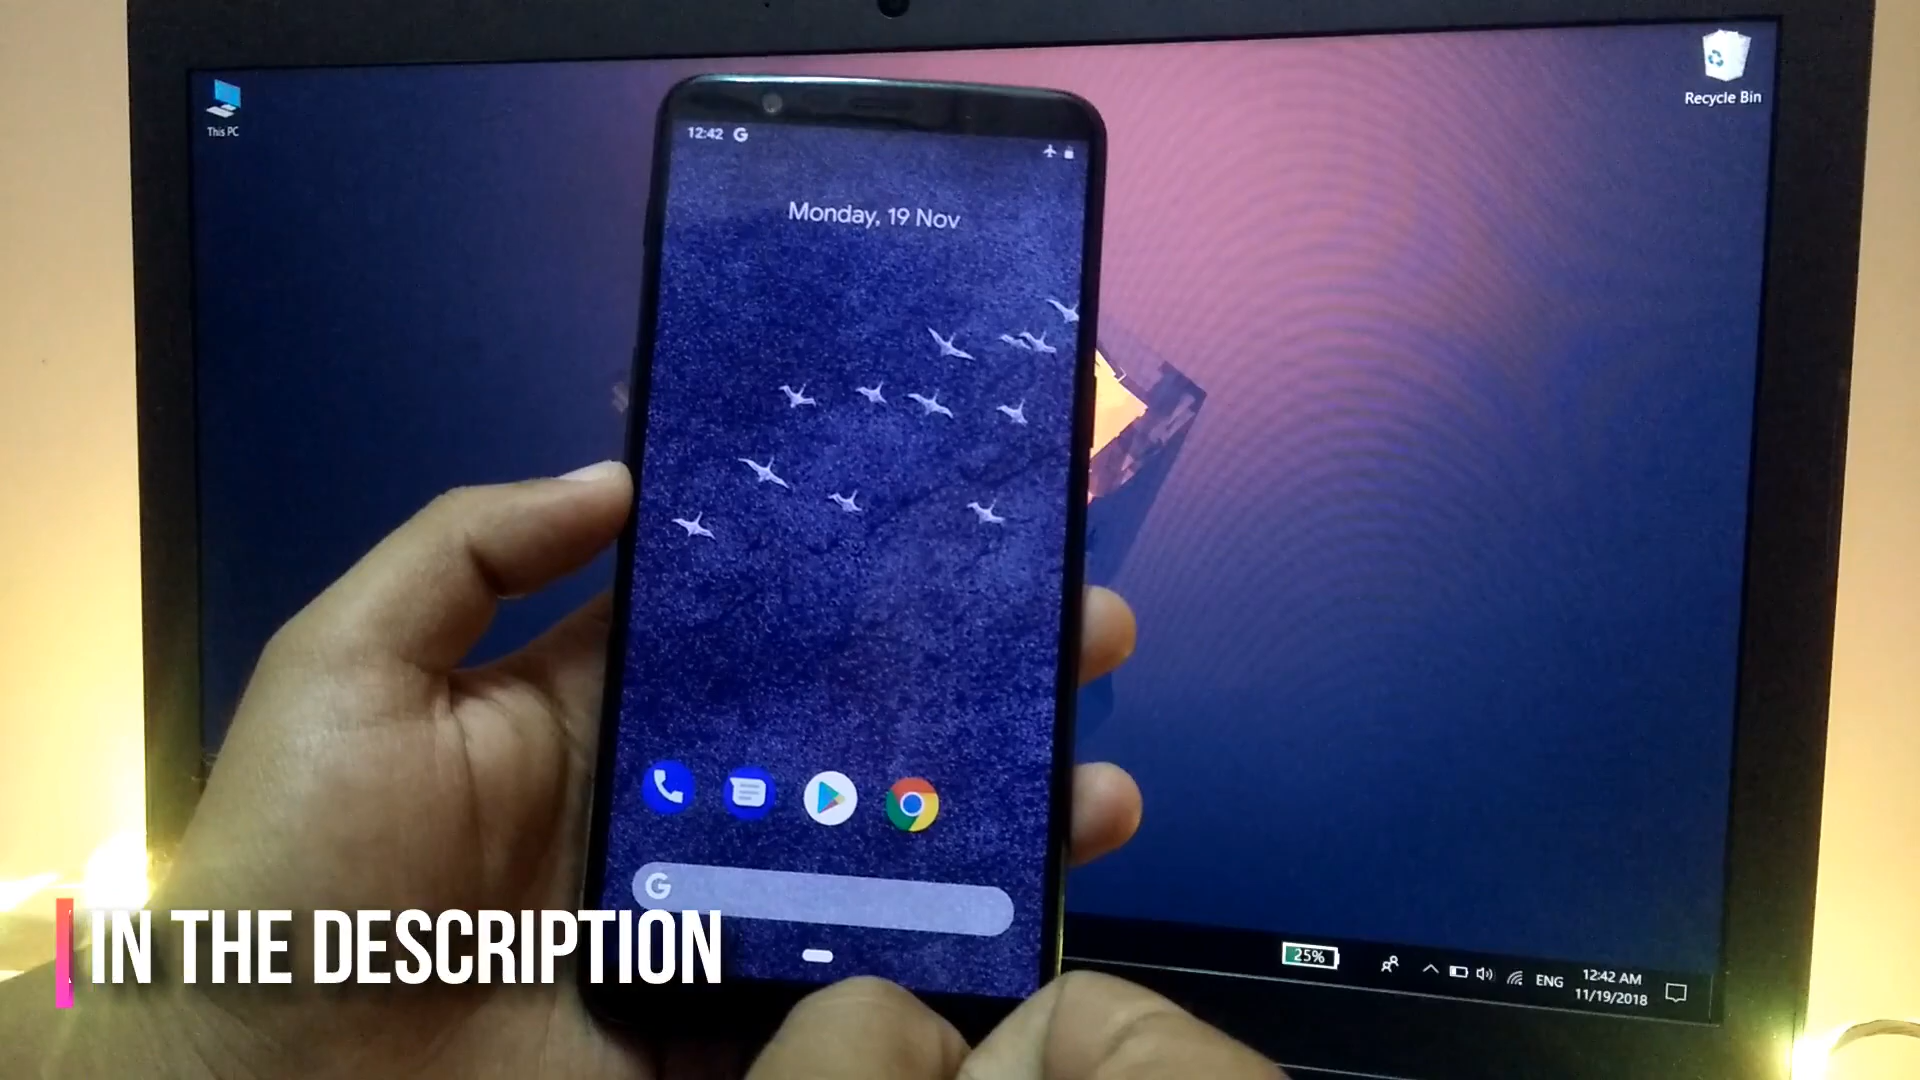 This PC
Recycle Bin
12:42 G
Monday, 19 Nov
G
IN THE DESCRIPTION
25%
ENG
12:42 AM
11/19/2018